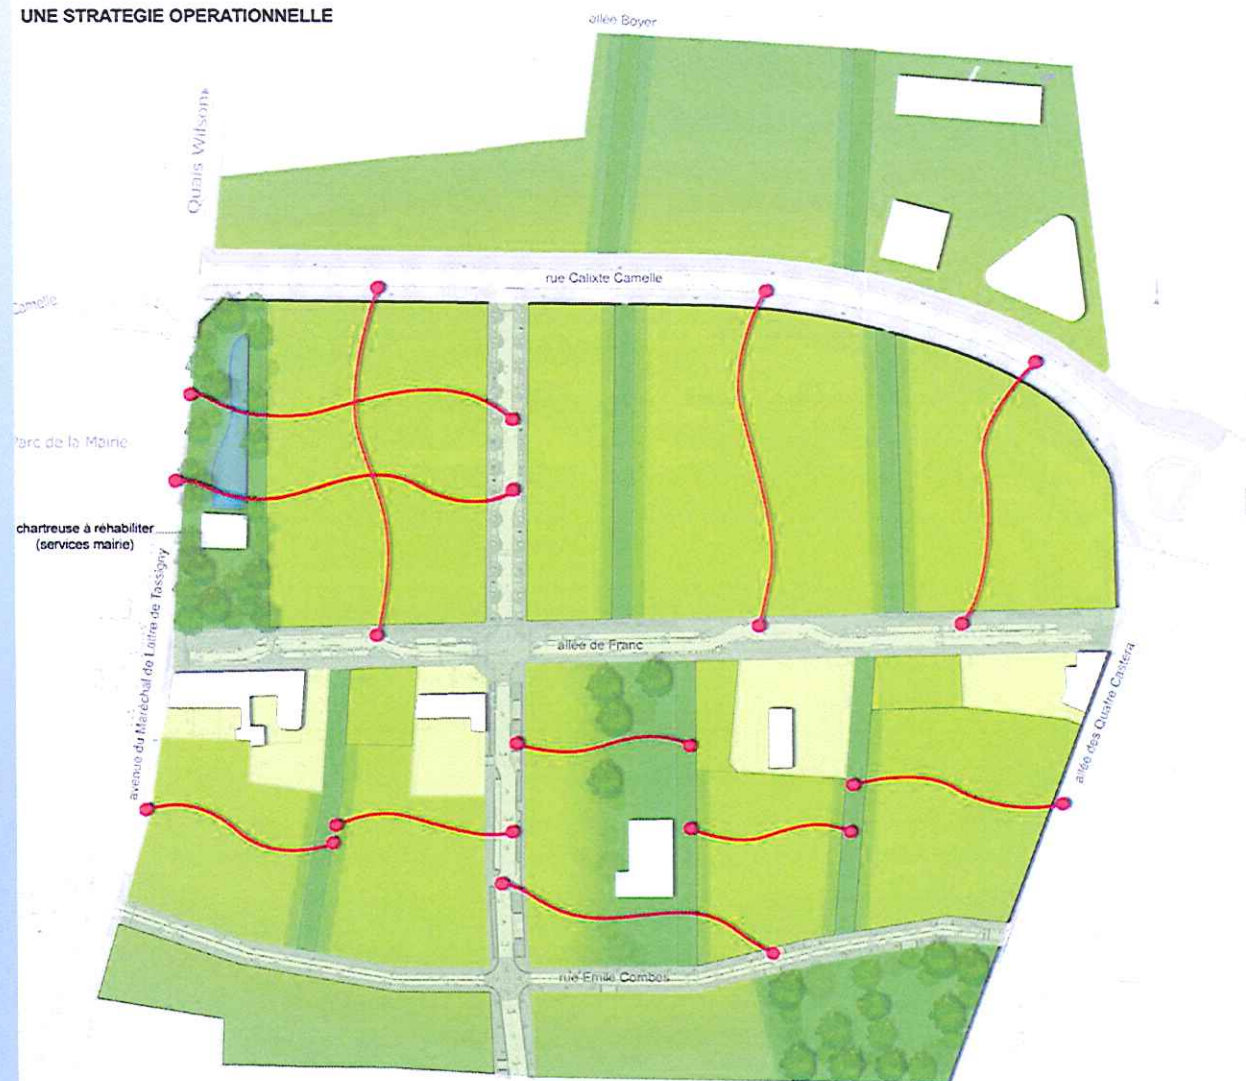 UNE STRATEGIE OPERATIONNELLE
allée Boyer
Quais Wilson
rue Calixte Camelle
Camelle
Parc de la Mairie
chartreuse à réhabiliter
(services mairie)
avenue du Maréchal de Lattre de Tassigny
allée de Franc
allée des Quatre Castéra
rue Emile Combes